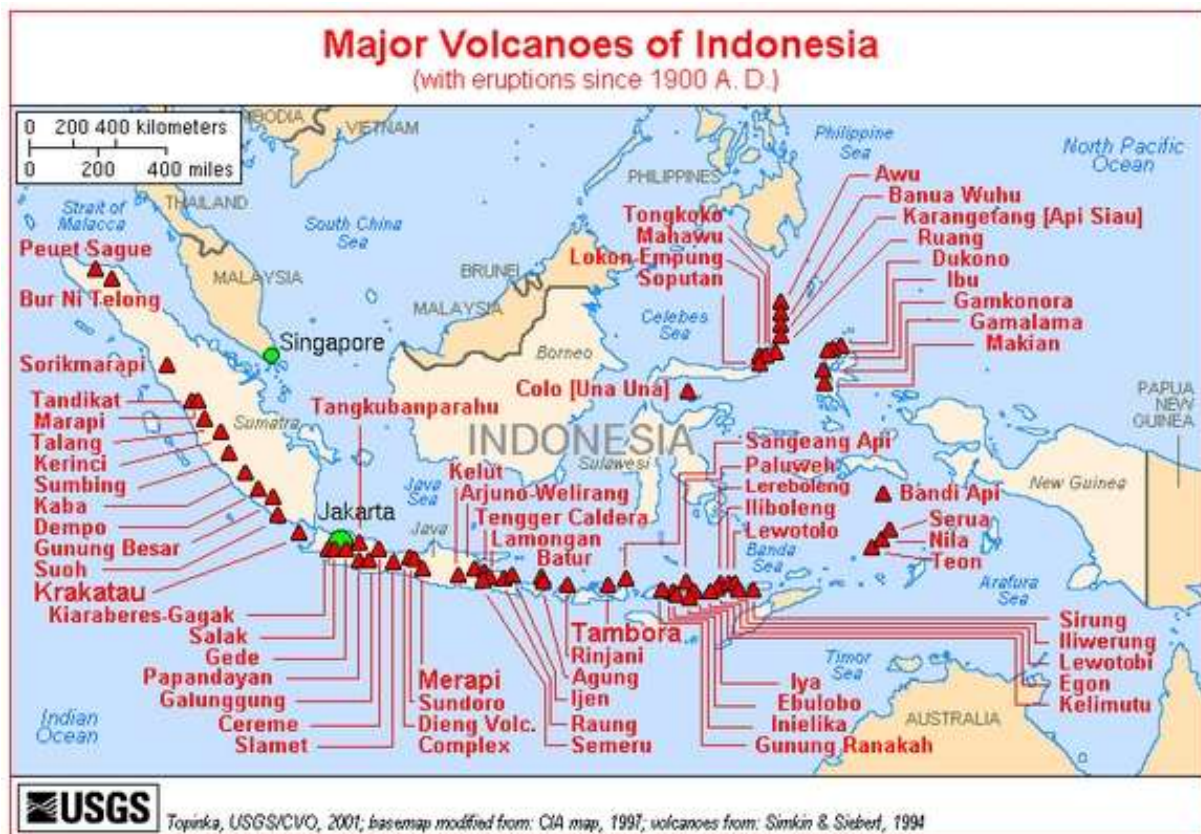 Major Volcanoes of Indonesia
(with eruptions since 1900 A. D.)
0 200 400 kilometers
0 200 400 miles
CAMBODIA
VIETNAM
THAILAND
Strait of
Malacca
South China
Sea
PHILIPPINES
Philippine
Sea
North Pacific
Ocean
MALAYSIA
BRUNEI
MALAYSIA
Singapore
Celebes
Sea
Borneo
Sumatra
INDONESIA
Sulawesi
Java
Sea
Jakarta
Java
New Guinea
PAPUA
NEW
GUINEA
Banda
Sea
Arafura
Sea
Timor
Sea
AUSTRALIA
Indian
Ocean
Peuet Sague
Bur Ni Telong
Sorikmarapi
Tandikat
Marapi
Talang
Kerinci
Sumbing
Kaba
Dempo
Gunung Besar
Suoh
Krakatau
Kiaraberes-Gagak
Salak
Gede
Papandayan
Galunggung
Cereme
Slamet
Tangkubanparahu
Merapi
Sundoro
Dieng Volc.
Complex
Kelut
Arjuno-Welirang
Tengger Caldera
Lamongan
Batur
Tambora
Rinjani
Agung
Ijen
Raung
Semeru
Tongkoko
Mahawu
Lokon Empung
Soputan
Colo [Una Una]
Awu
Banua Wuhu
Karangetang [Api Siau]
Ruang
Dukono
Ibu
Gamkonora
Gamalama
Makian
Sangeang Api
Paluweh
Lereboleng
Iliboleng
Lewotolo
Bandi Api
Serua
Nila
Teon
Sirung
Iliwerung
Lewotobi
Egon
Kelimutu
Iya
Ebulobo
Inielika
Gunung Ranakah
USGS
Topinka, USGS/CVO, 2001; basemap modified from: CIA map, 1997; volcanoes from: Simkin & Siebert, 1994